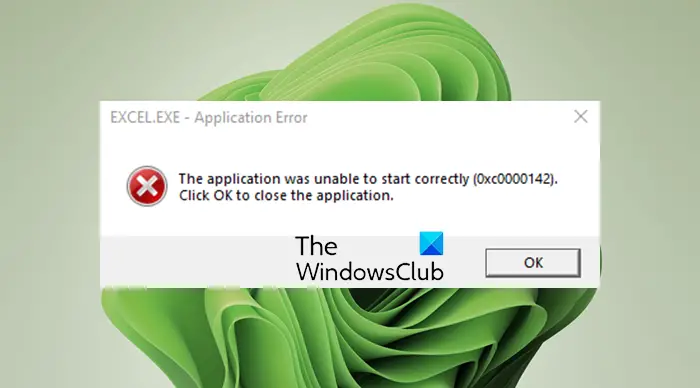 EXCEL.EXE - Application Error
The application was unable to start correctly (0xc0000142).
Click OK to close the application.
The
WindowsClub
OK